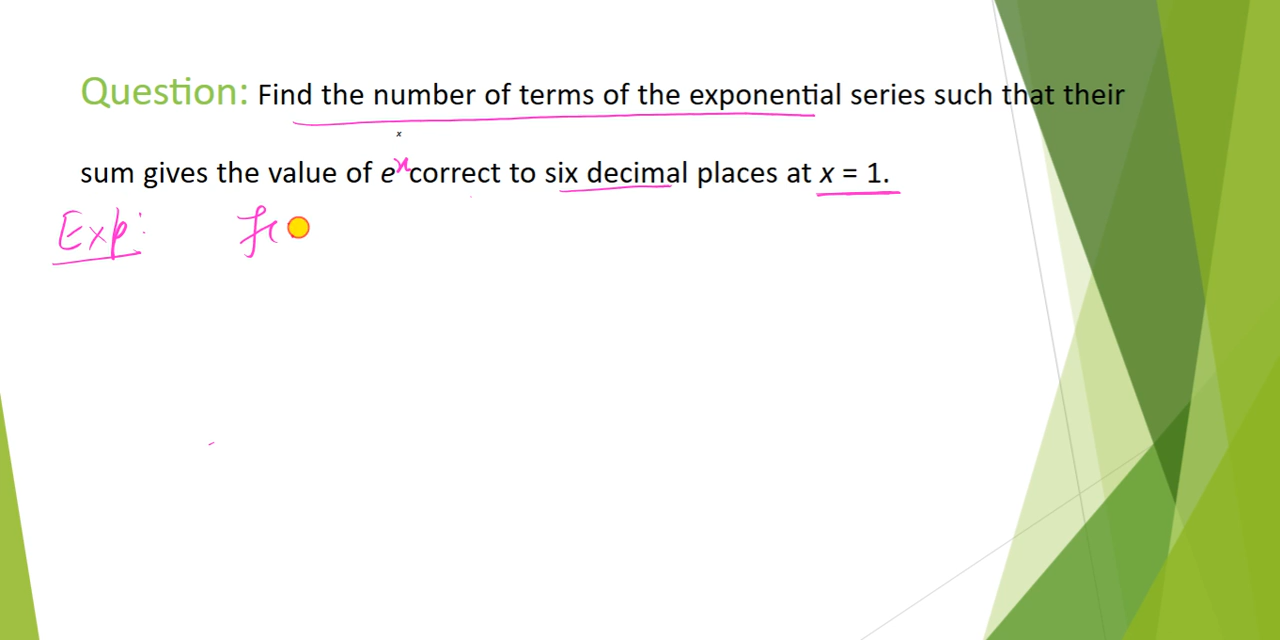 Question: Find the number of terms of the exponential series such that their
x
sum gives the value of e^x correct to six decimal places at x = 1.
Exp: